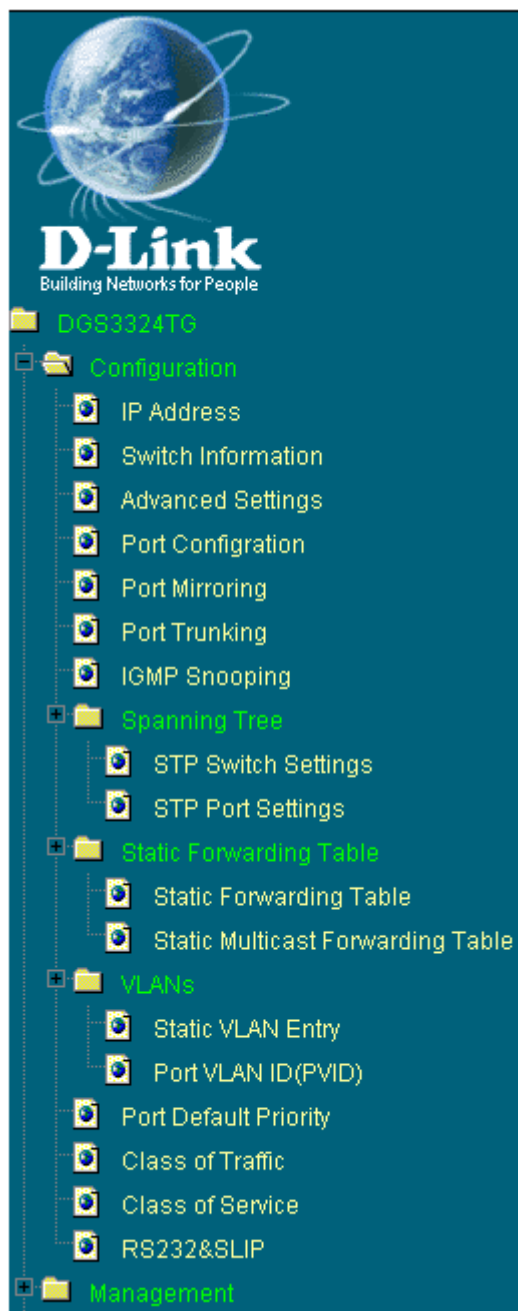 D-Link
Building Networks for People
DGS3324TG
Configuration
IP Address
Switch Information
Advanced Settings
Port Configration
Port Mirroring
Port Trunking
IGMP Snooping
Spanning Tree
STP Switch Settings
STP Port Settings
Static Forwarding Table
Static Forwarding Table
Static Multicast Forwarding Table
VLANs
Static VLAN Entry
Port VLAN ID(PVID)
Port Default Priority
Class of Traffic
Class of Service
RS232&SLIP
Management